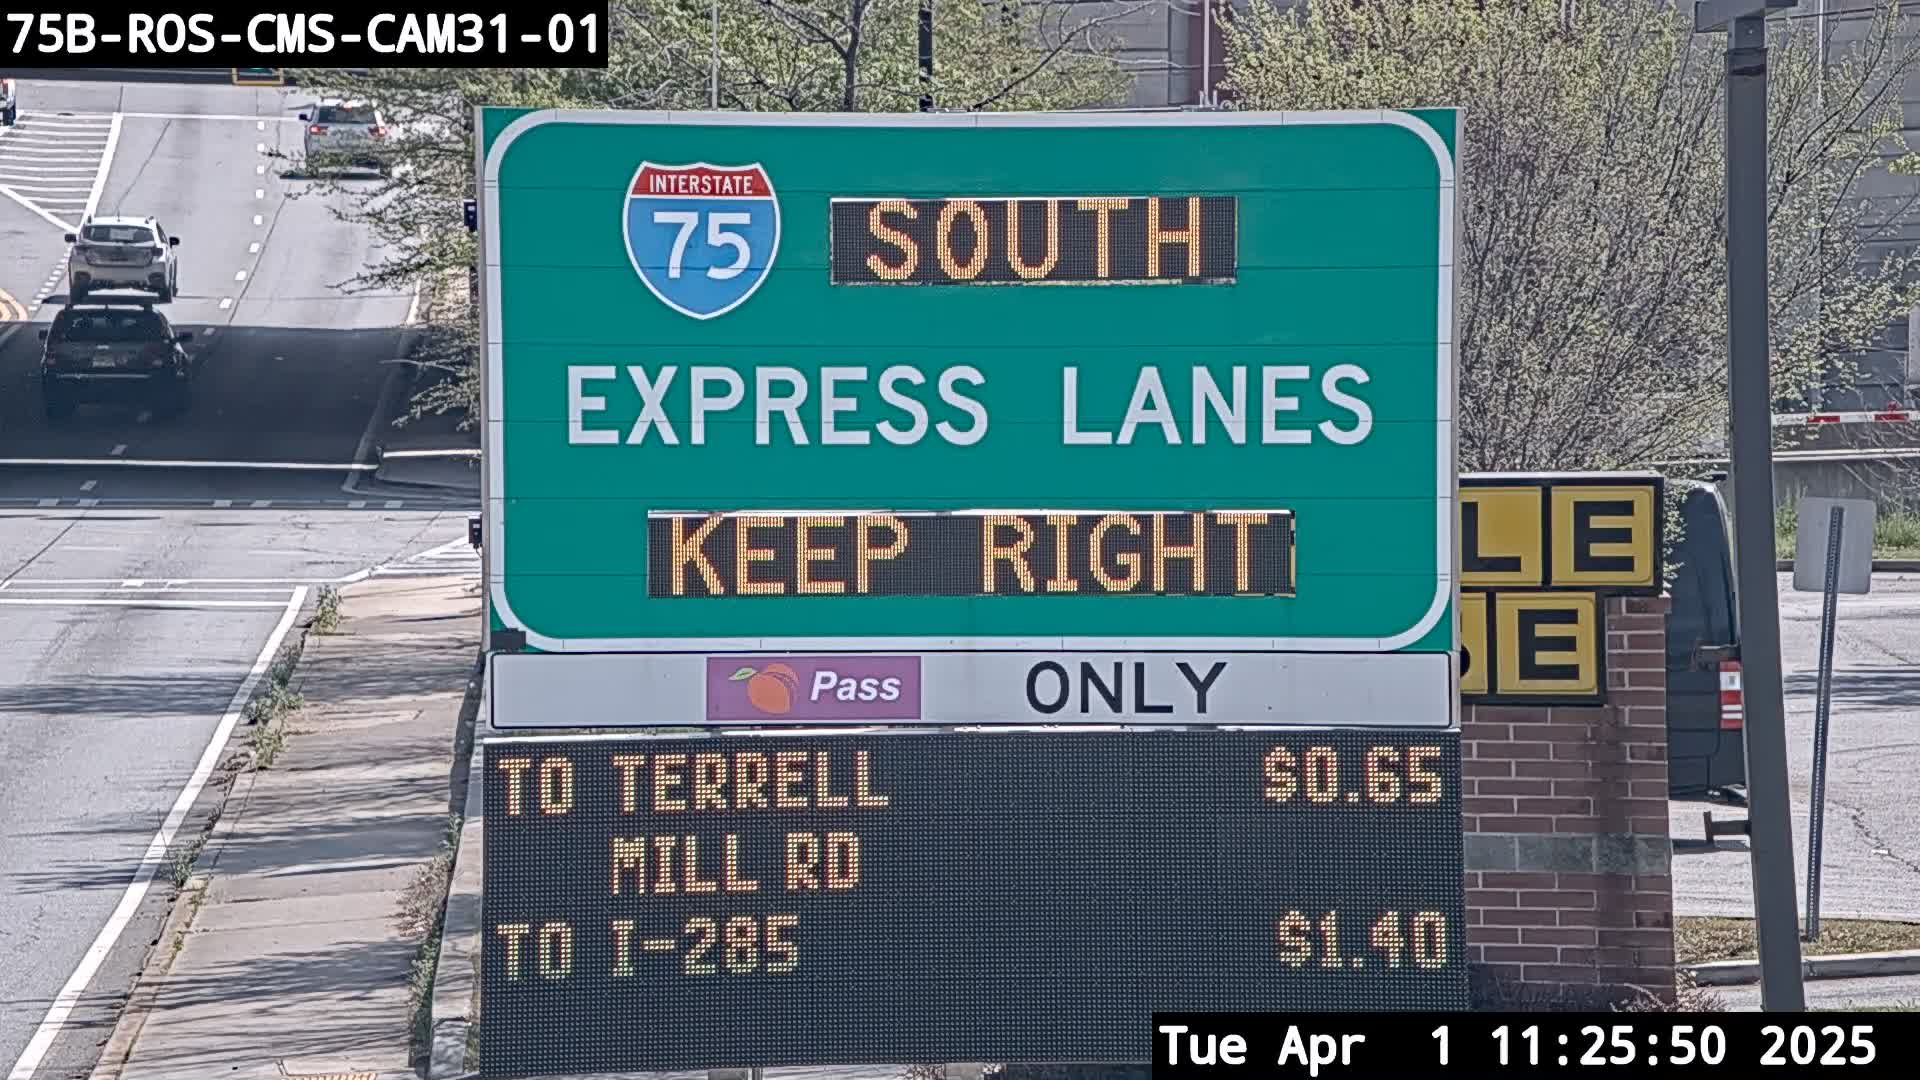 75B-ROS-CMS-CAM31-01
INTERSTATE
75
SOUTH
EXPRESS LANES
KEEP RIGHT
Pass ONLY
TO TERRELL $0.65
MILL RD
TO I-285 $1.40
LE
E
Tue Apr 1 11:25:50 2025